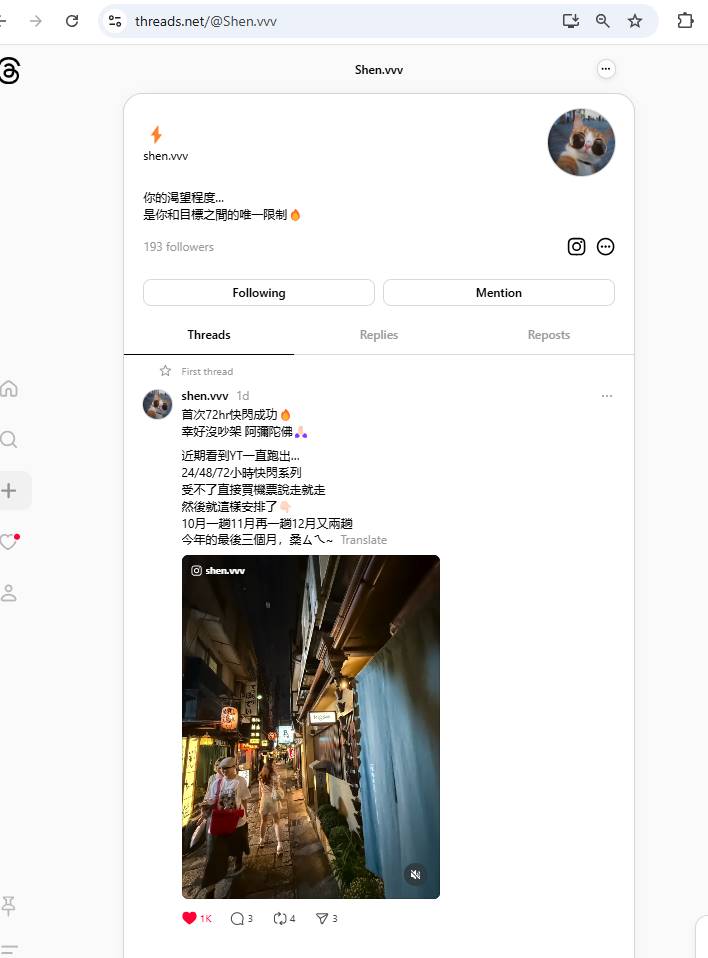 threads.net/@Shen.vvv
Shen.vvv
shen.vvv
你的渴望程度...
是你和目標之間的唯一限制🔥
193 followers
Following
Mention
Threads
Replies
Reposts
First thread
shen.vvv 1d
首次72hr快閃成功🔥
幸好沒吵架 阿彌陀佛🙏🏻
近期看到YT一直跑出...
24/48/72小時快閃系列
受不了直接買機票說走就走
然後就這樣安排了👇🏻
10月一趟11月再一趟12月又兩趟
今年的最後三個月，桑ㄙㄟ~ Translate
shen.vvv
1K 3 4 3